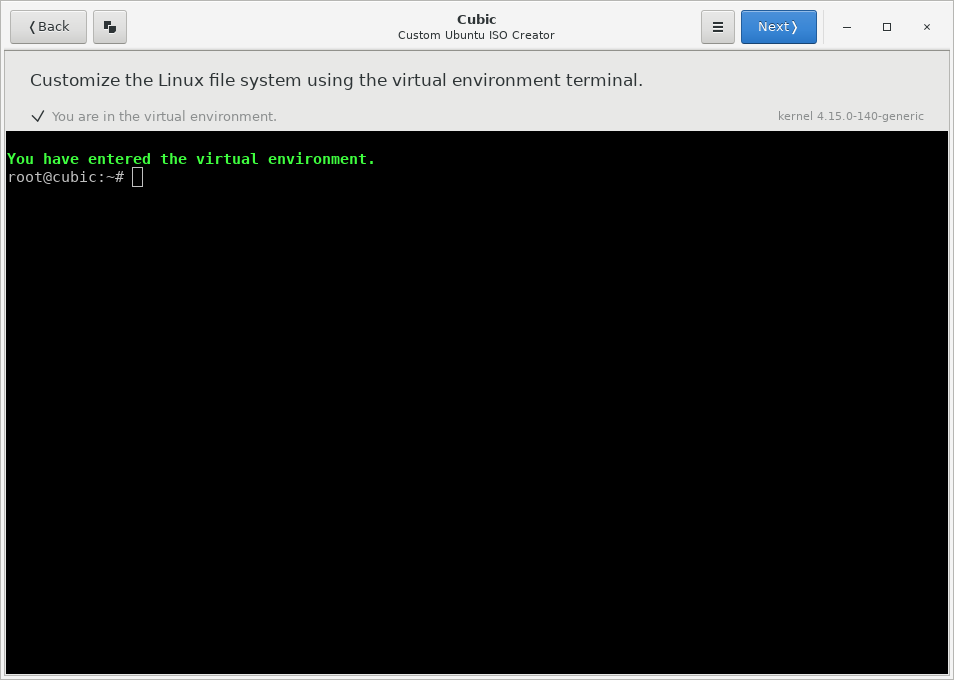 ❬Back
Cubic
Custom Ubuntu ISO Creator
Next❭
Customize the Linux file system using the virtual environment terminal.
You are in the virtual environment.
kernel 4.15.0-140-generic
You have entered the virtual environment.
root@cubic:~#